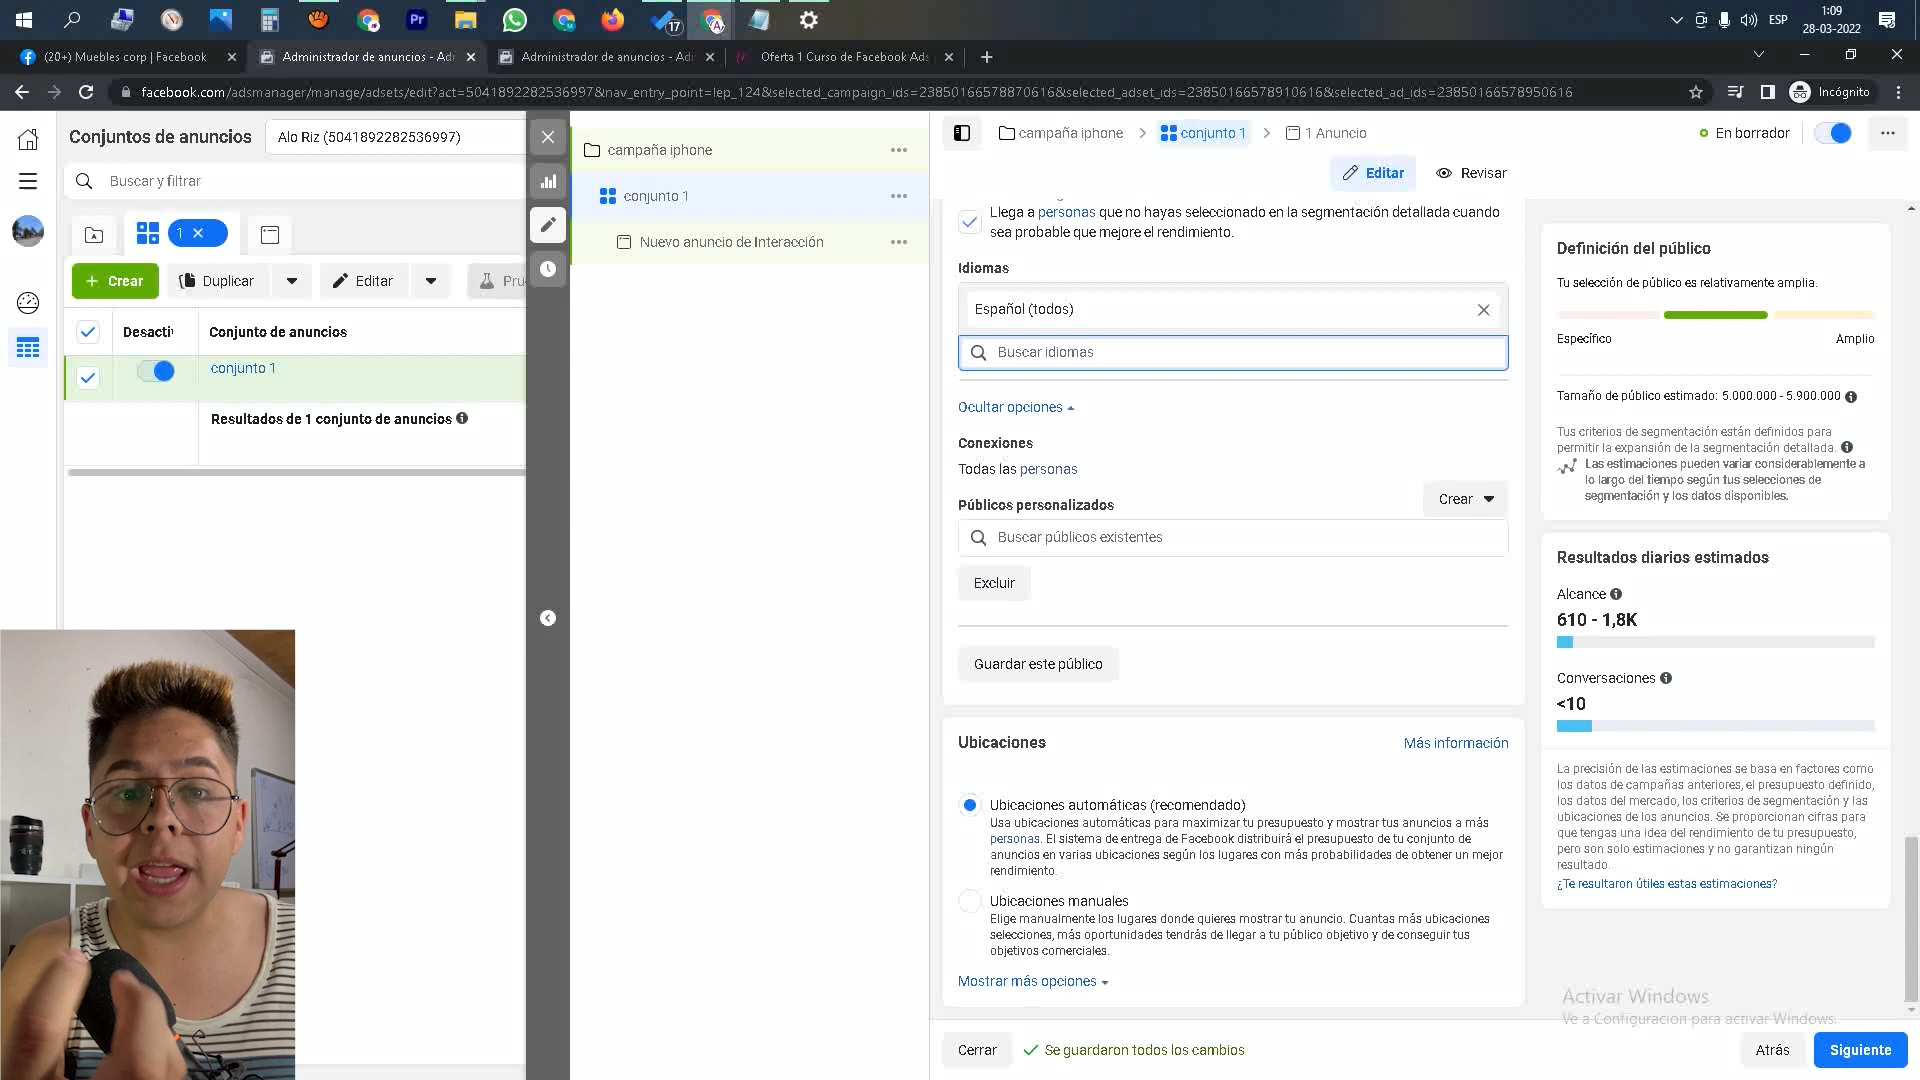 17
ESP
1:09
28-03-2022
(20+) Muebles corp | Facebook
Administrador de anuncios - Ad
Administrador de anuncios - Ad
Oferta 1 Curso de Facebook Ads
facebook.com/adsmanager/manage/adsets/edit?act=5041892282536997&nav_entry_point=lep_124&selected_campaign_ids=23850166578870616&selected_adset_ids=23850166578910616&selected_ad_ids=23850166578950616
Incógnito
Conjuntos de anuncios
Alo Riz (5041892282536997)
Buscar y filtrar
1
Crear
Duplicar
Editar
Pru
Desacti
Conjunto de anuncios
conjunto 1
Resultados de 1 conjunto de anuncios
campaña iphone
conjunto 1
Nuevo anuncio de Interacción
campaña iphone
conjunto 1
1 Anuncio
En borrador
Editar
Revisar
Llega a personas que no hayas seleccionado en la segmentación detallada cuando
sea probable que mejore el rendimiento.
Idiomas
Español (todos)
Buscar idiomas
Ocultar opciones
Conexiones
Todas las personas
Públicos personalizados
Crear
Buscar públicos existentes
Excluir
Guardar este público
Ubicaciones
Más información
Ubicaciones automáticas (recomendado)
Usa ubicaciones automáticas para maximizar tu presupuesto y mostrar tus anuncios a más
personas. El sistema de entrega de Facebook distribuirá el presupuesto de tu conjunto de
anuncios en varias ubicaciones según los lugares con más probabilidades de obtener un mejor
rendimiento.
Ubicaciones manuales
Elige manualmente los lugares donde quieres mostrar tu anuncio. Cuantas más ubicaciones
selecciones, más oportunidades tendrás de llegar a tu público objetivo y de conseguir tus
objetivos comerciales.
Mostrar más opciones
Cerrar
Se guardaron todos los cambios
Atrás
Siguiente
Definición del público
Tu selección de público es relativamente amplia.
Específico
Amplio
Tamaño de público estimado: 5.000.000 - 5.900.000
Tus criterios de segmentación están definidos para
permitir la expansión de la segmentación detallada.
Las estimaciones pueden variar considerablemente a
lo largo del tiempo según tus selecciones de
segmentación y los datos disponibles.
Resultados diarios estimados
Alcance
610 - 1,8K
Conversaciones
<10
La precisión de las estimaciones se basa en factores como
los datos de campañas anteriores, el presupuesto definido,
los datos del mercado, los criterios de segmentación y las
ubicaciones de los anuncios. Se proporcionan cifras para
que tengas una idea del rendimiento de tu presupuesto,
pero son solo estimaciones y no garantizan ningún
resultado.
¿Te resultaron útiles estas estimaciones?
Activar Windows
Ve a Configuración para activar Windows.